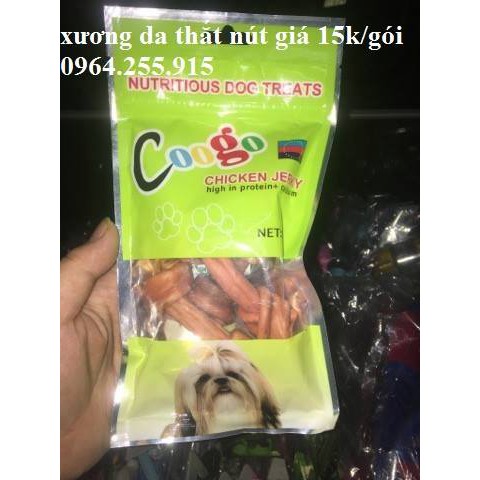 xương da thắt nút giá 15k/gói
0964.255.915
NUTRITIOUS DOG TREATS
Coogo
CHICKEN JERKY
high in protein+
NET: